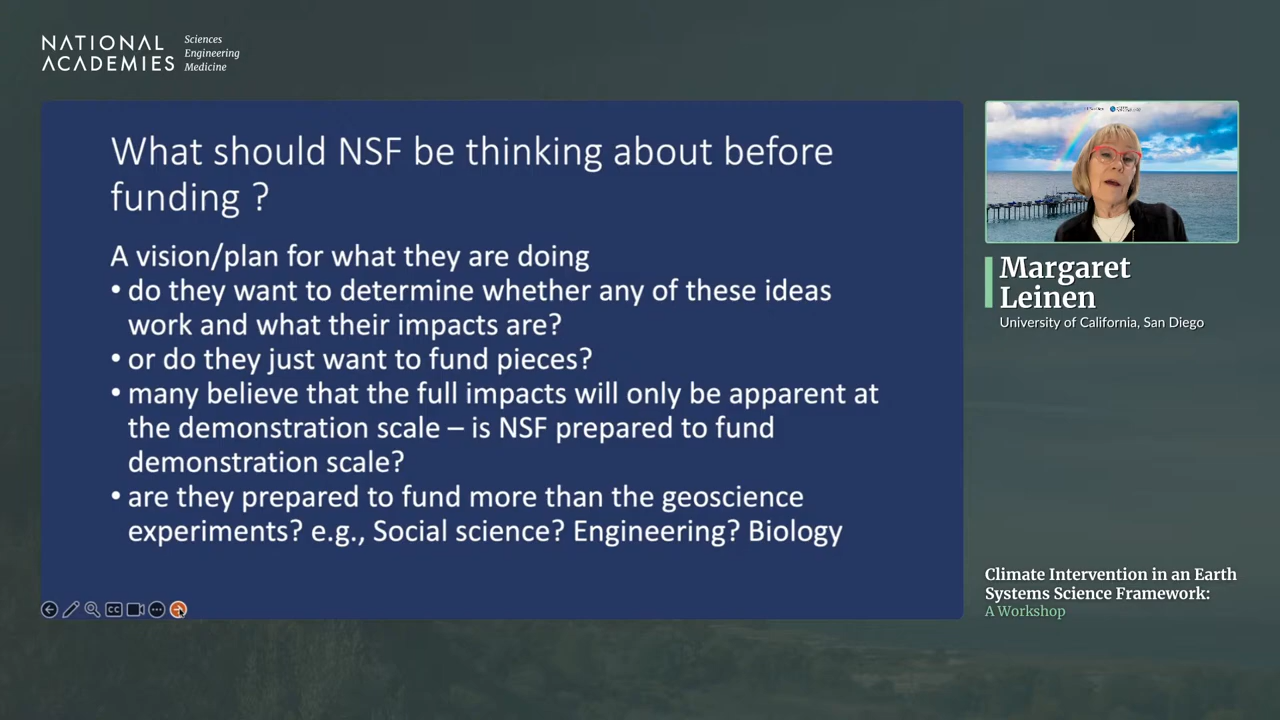 NATIONAL
ACADEMIES
Sciences
Engineering
Medicine
What should NSF be thinking about before
funding ?
A vision/plan for what they are doing
• do they want to determine whether any of these ideas
work and what their impacts are?
• or do they just want to fund pieces?
• many believe that the full impacts will only be apparent at
the demonstration scale – is NSF prepared to fund
demonstration scale?
• are they prepared to fund more than the geoscience
experiments? e.g., Social science? Engineering? Biology
CC
Margaret
Leinen
University of California, San Diego
Climate Intervention in an Earth
Systems Science Framework:
A Workshop